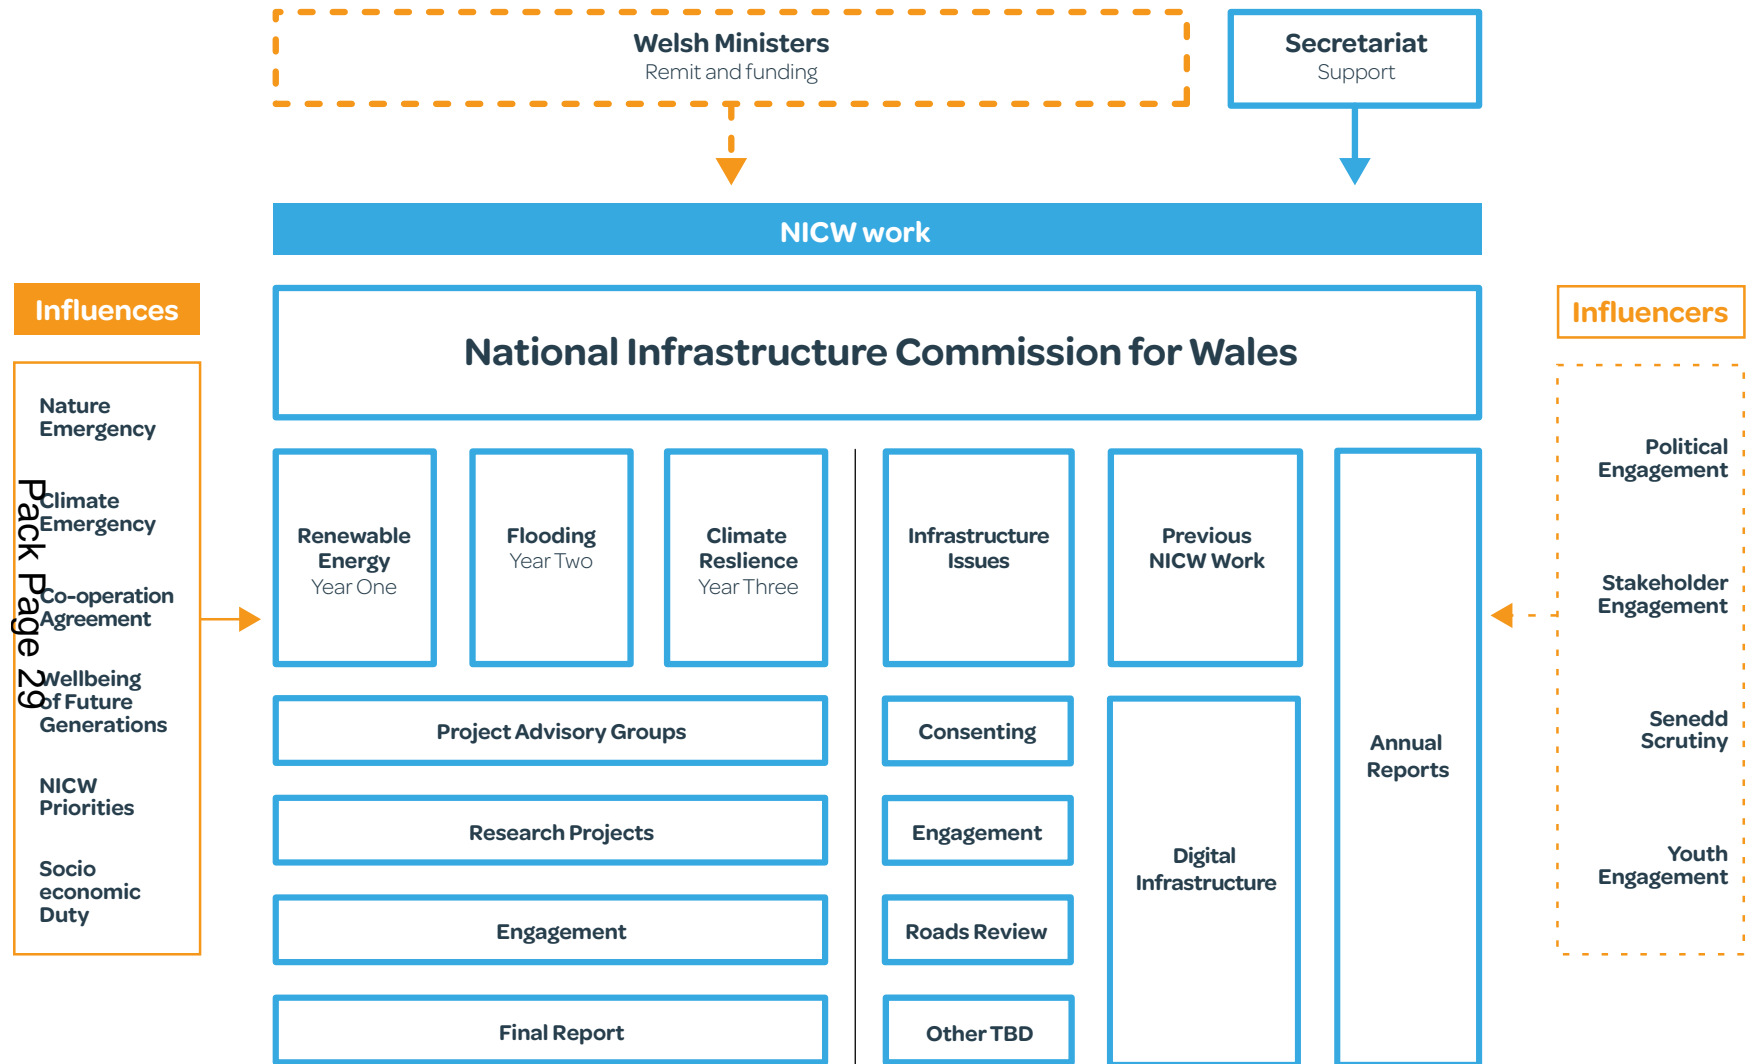 Welsh Ministers
Remit and funding
Secretariat
Support
NICW work
Influences
National Infrastructure Commission for Wales
Influencers
Nature
Emergency
Climate
Emergency
Co-operation
Agreement
Wellbeing
of Future
Generations
NICW
Priorities
Socio
economic
Duty
Pack Page 29
Renewable
Energy
Year One
Flooding
Year Two
Climate
Reslience
Year Three
Infrastructure
Issues
Previous
NICW Work
Project Advisory Groups
Research Projects
Engagement
Final Report
Consenting
Engagement
Roads Review
Other TBD
Digital
Infrastructure
Annual
Reports
Political
Engagement
Stakeholder
Engagement
Senedd
Scrutiny
Youth
Engagement